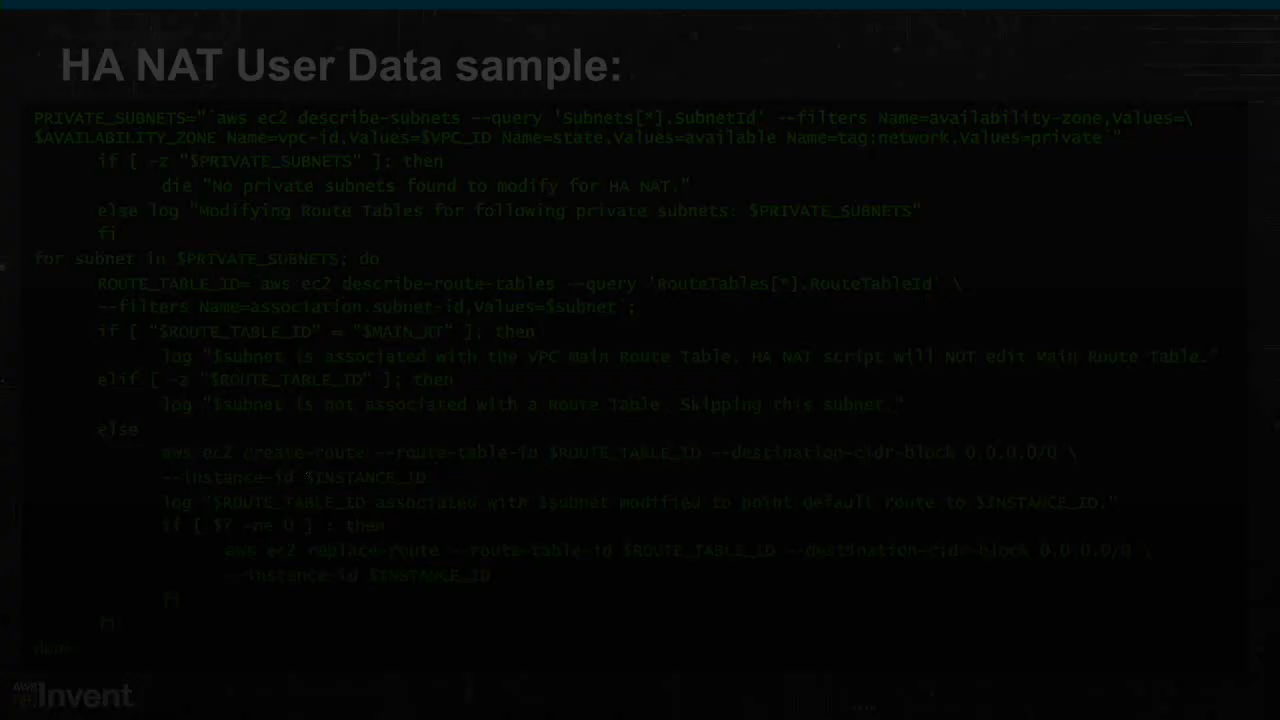 HA NAT User Data sample:
PRIVATE_SUBNETS="`aws ec2 describe-subnets --query 'Subnets[*].SubnetId' --filters Name=availability-zone,Values=\
$AVAILABILITY_ZONE Name=vpc-id,Values=$VPC_ID Name=state,Values=available Name=tag:network,Values=private`"
if [ -z "$PRIVATE_SUBNETS" ]; then
die "No private subnets found to modify for HA NAT."
else log "Modifying Route Tables for following private subnets: $PRIVATE_SUBNETS"
fi
for subnet in $PRIVATE_SUBNETS; do
ROUTE_TABLE_ID=`aws ec2 describe-route-tables --query 'RouteTables[*].RouteTableId' \
--filters Name=association.subnet-id,Values=$subnet`;
if [ "$ROUTE_TABLE_ID" = "$MAIN_RT" ]; then
log "$subnet is associated with the VPC Main Route Table. HA NAT script will NOT edit Main Route Table."
elif [ -z "$ROUTE_TABLE_ID" ]; then
log "$subnet is not associated with a Route Table. Skipping this subnet."
else
aws ec2 create-route --route-table-id $ROUTE_TABLE_ID --destination-cidr-block 0.0.0.0/0 \
--instance-id $INSTANCE_ID
log "$ROUTE_TABLE_ID associated with $subnet modified to point default route to $INSTANCE_ID."
if [ $? -ne 0 ] ; then
aws ec2 replace-route --route-table-id $ROUTE_TABLE_ID --destination-cidr-block 0.0.0.0/0 \
--instance-id $INSTANCE_ID
fi
fi
done
AWS
re:Invent